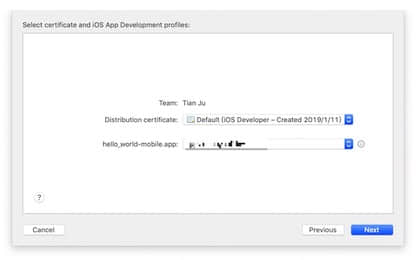 Select certificate and iOS App Development profiles:
Team: Tian Ju
Distribution certificate: Default (iOS Developer – Created 2019/1/11)
hello_world-mobile.app:
?
Cancel Previous Next